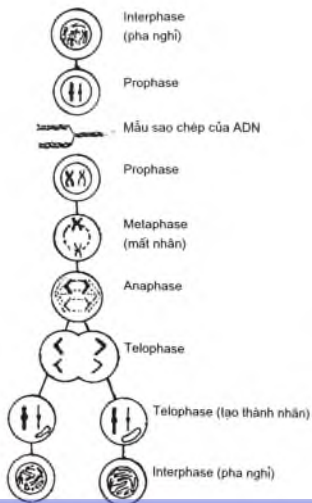 Interphase
(pha nghỉ)
Prophase
Mẫu sao chép của ADN
Prophase
Metaphase
(mất nhân)
Anaphase
Telophase
Telophase (tạo thành nhân)
Interphase (pha nghỉ)